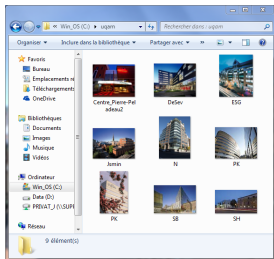 « Win_OS (C:) ▸ uqam
Rechercher dans : uqam
Organiser ▾ Inclure dans la bibliothèque ▾ Partager avec ▾ »
Favoris
Bureau
Emplacements ré
Téléchargements
OneDrive
Bibliothèques
Documents
Images
Musique
Vidéos
Ordinateur
Win_OS (C:)
Data (D:)
PRIVAT_J (\\SUPI
Réseau
Centre_Pierre-Pel
adeau2
DeSev
ESG
Jsmin
N
PK
PK
SB
SH
9 élément(s)